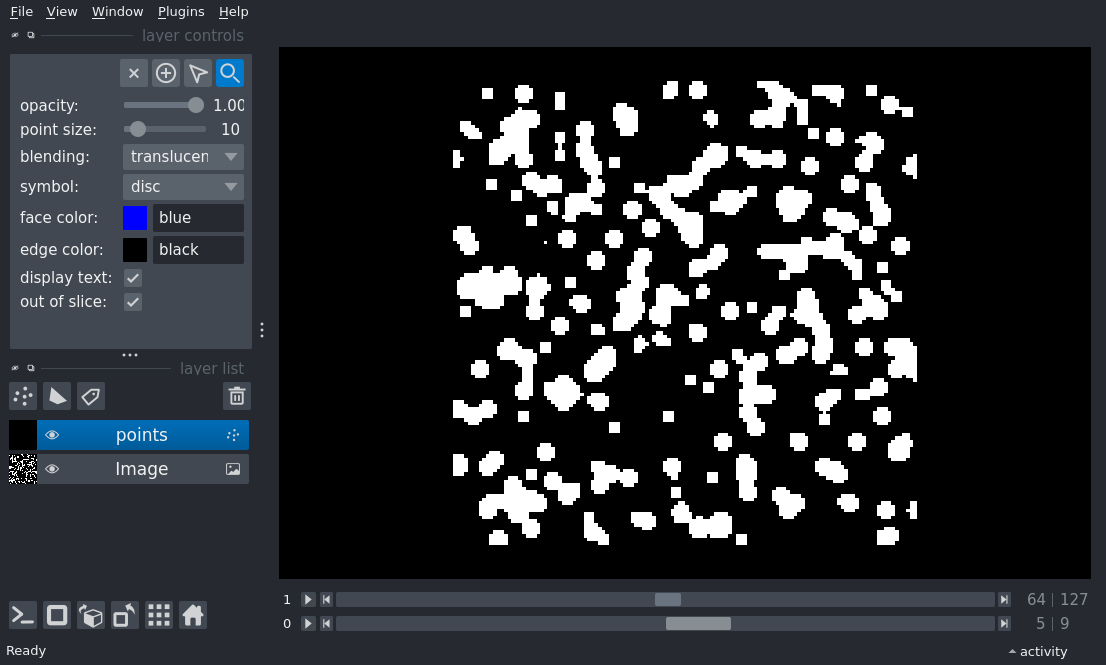 File View Window Plugins Help
layer controls
opacity: 1.00
point size: 10
blending: translucen
symbol: disc
face color: blue
edge color: black
display text:
out of slice:
layer list
points
Image
1 64 | 127
0 5 | 9
Ready activity